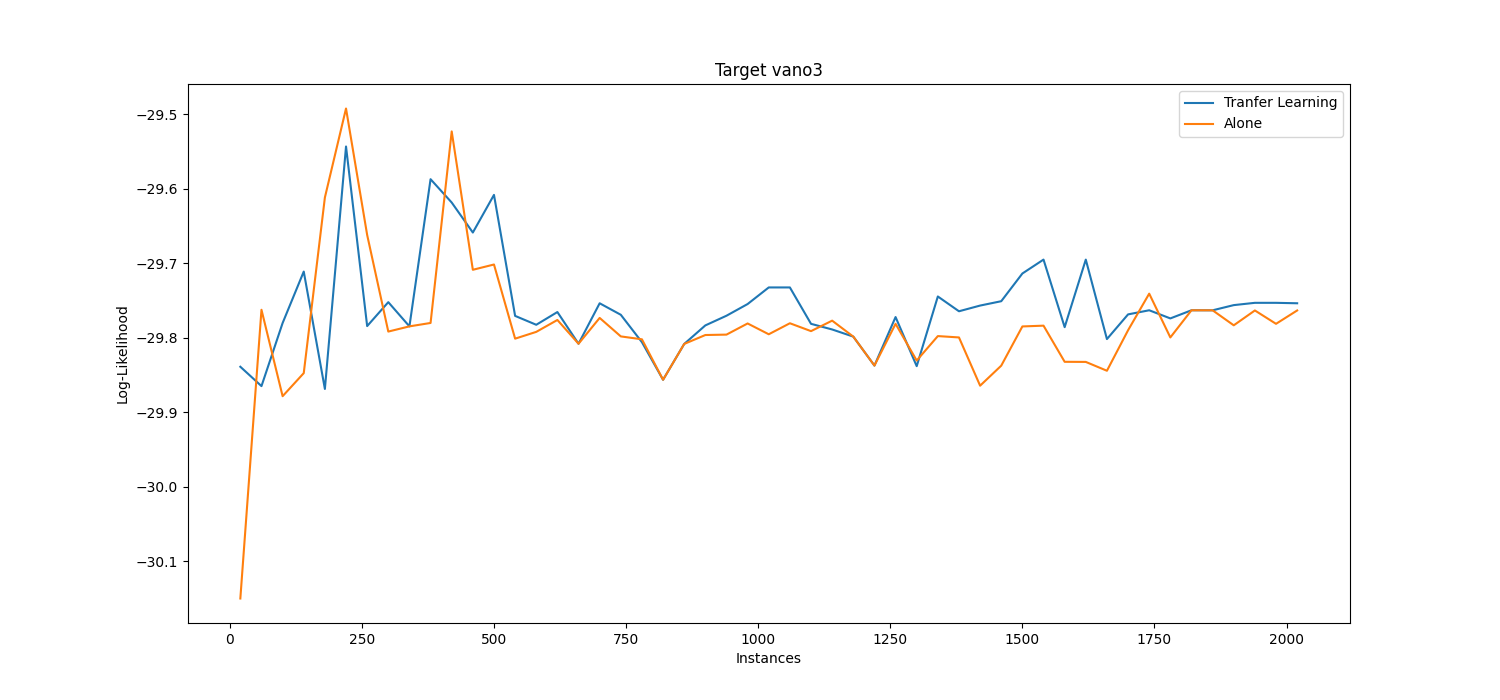 Target vano3
Tranfer Learning
Alone
Log-Likelihood
−29.5
−29.6
−29.7
−29.8
−29.9
−30.0
−30.1
0 250 500 750 1000 1250 1500 1750 2000
Instances